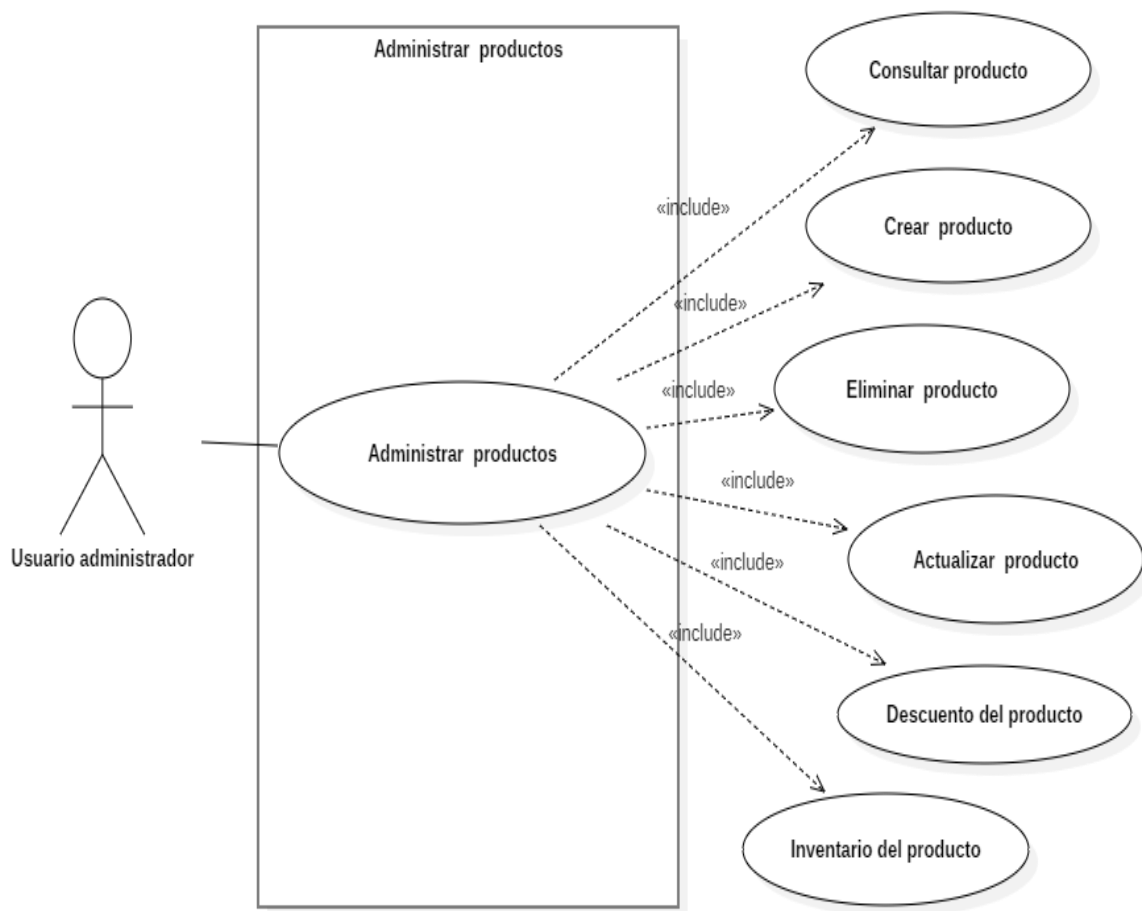 Administrar productos
Consultar producto
«include»
Crear producto
«include»
«include»
Eliminar producto
Administrar productos
«include»
Actualizar producto
Usuario administrador
«include»
«include»
Descuento del producto
Inventario del producto